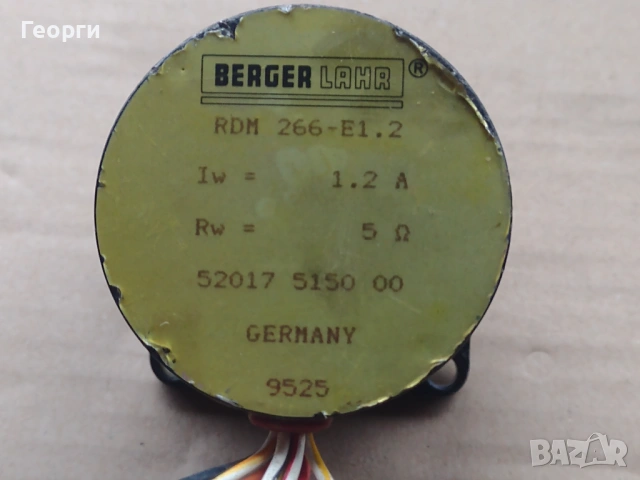 Георги
BERGER LAHR ®
RDM 266-E1.2
Iw = 1.2 A
Rw = 5 Ω
52017 5150 00
GERMANY
9525
BAZAR